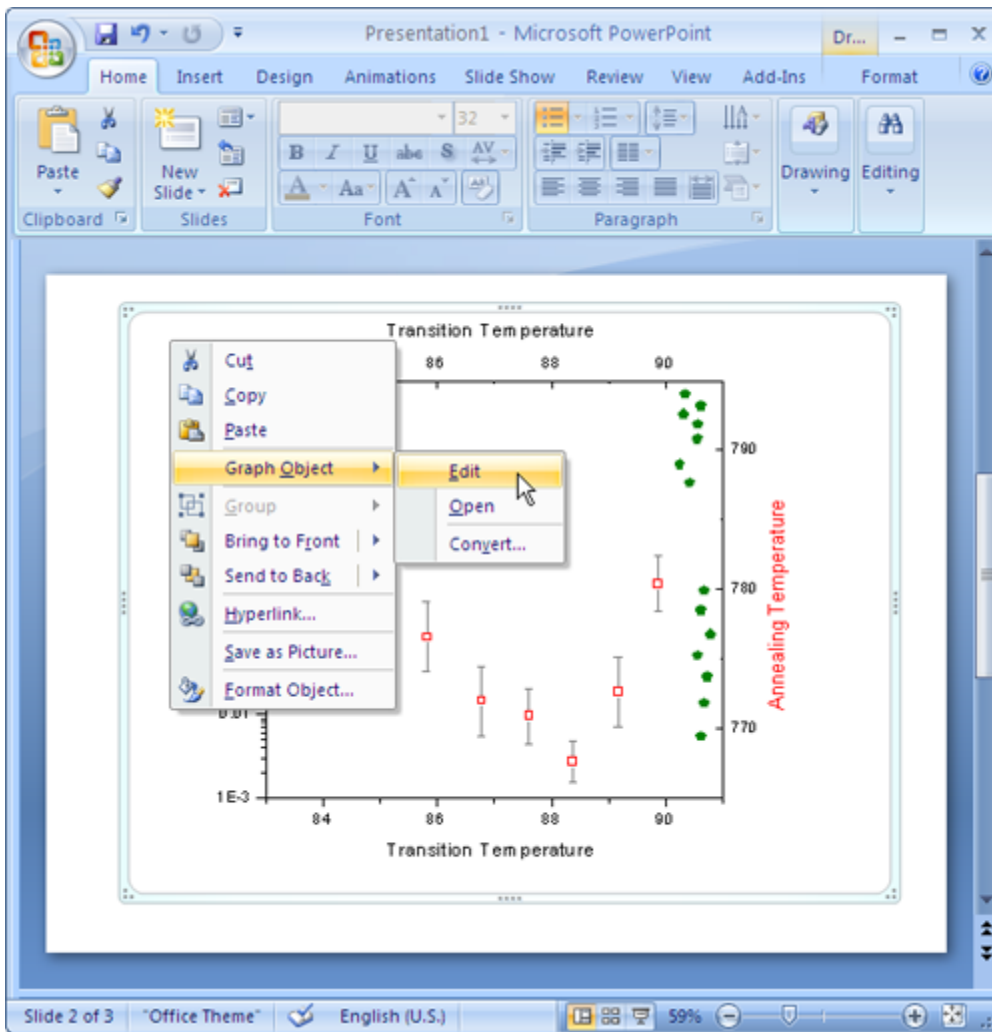 Presentation1 - Microsoft PowerPoint
Dr...
Home Insert Design Animations Slide Show Review View Add-Ins Format
32
Paste
New
Slide
B I U abc S AV
A Aa A A
Drawing
Editing
Clipboard
Slides
Font
Paragraph
Transition Temperature
86 88 90
Cut
Copy
Paste
Graph Object
Group
Bring to Front
Send to Back
Hyperlink...
Save as Picture...
Format Object...
Edit
Open
Convert...
790
780
770
Annealing Temperature
0.01
1E-3
84 86 88 90
Transition Temperature
Slide 2 of 3
"Office Theme"
English (U.S.)
59%